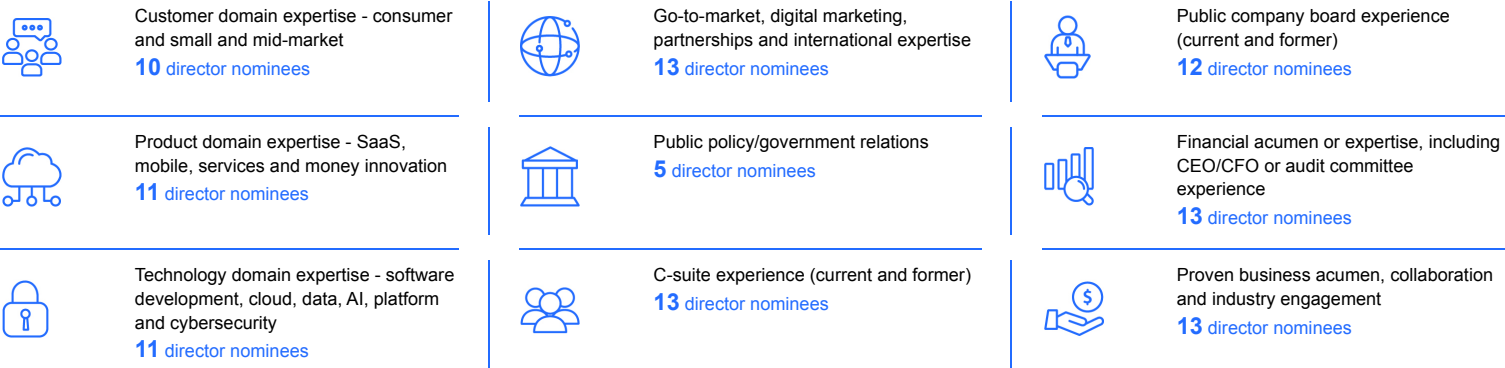 Customer domain expertise - consumer
and small and mid-market
10 director nominees
Go-to-market, digital marketing,
partnerships and international expertise
13 director nominees
Public company board experience
(current and former)
12 director nominees
Product domain expertise - SaaS,
mobile, services and money innovation
11 director nominees
Public policy/government relations
5 director nominees
Financial acumen or expertise, including
CEO/CFO or audit committee
experience
13 director nominees
Technology domain expertise - software
development, cloud, data, AI, platform
and cybersecurity
11 director nominees
C-suite experience (current and former)
13 director nominees
$
Proven business acumen, collaboration
and industry engagement
13 director nominees